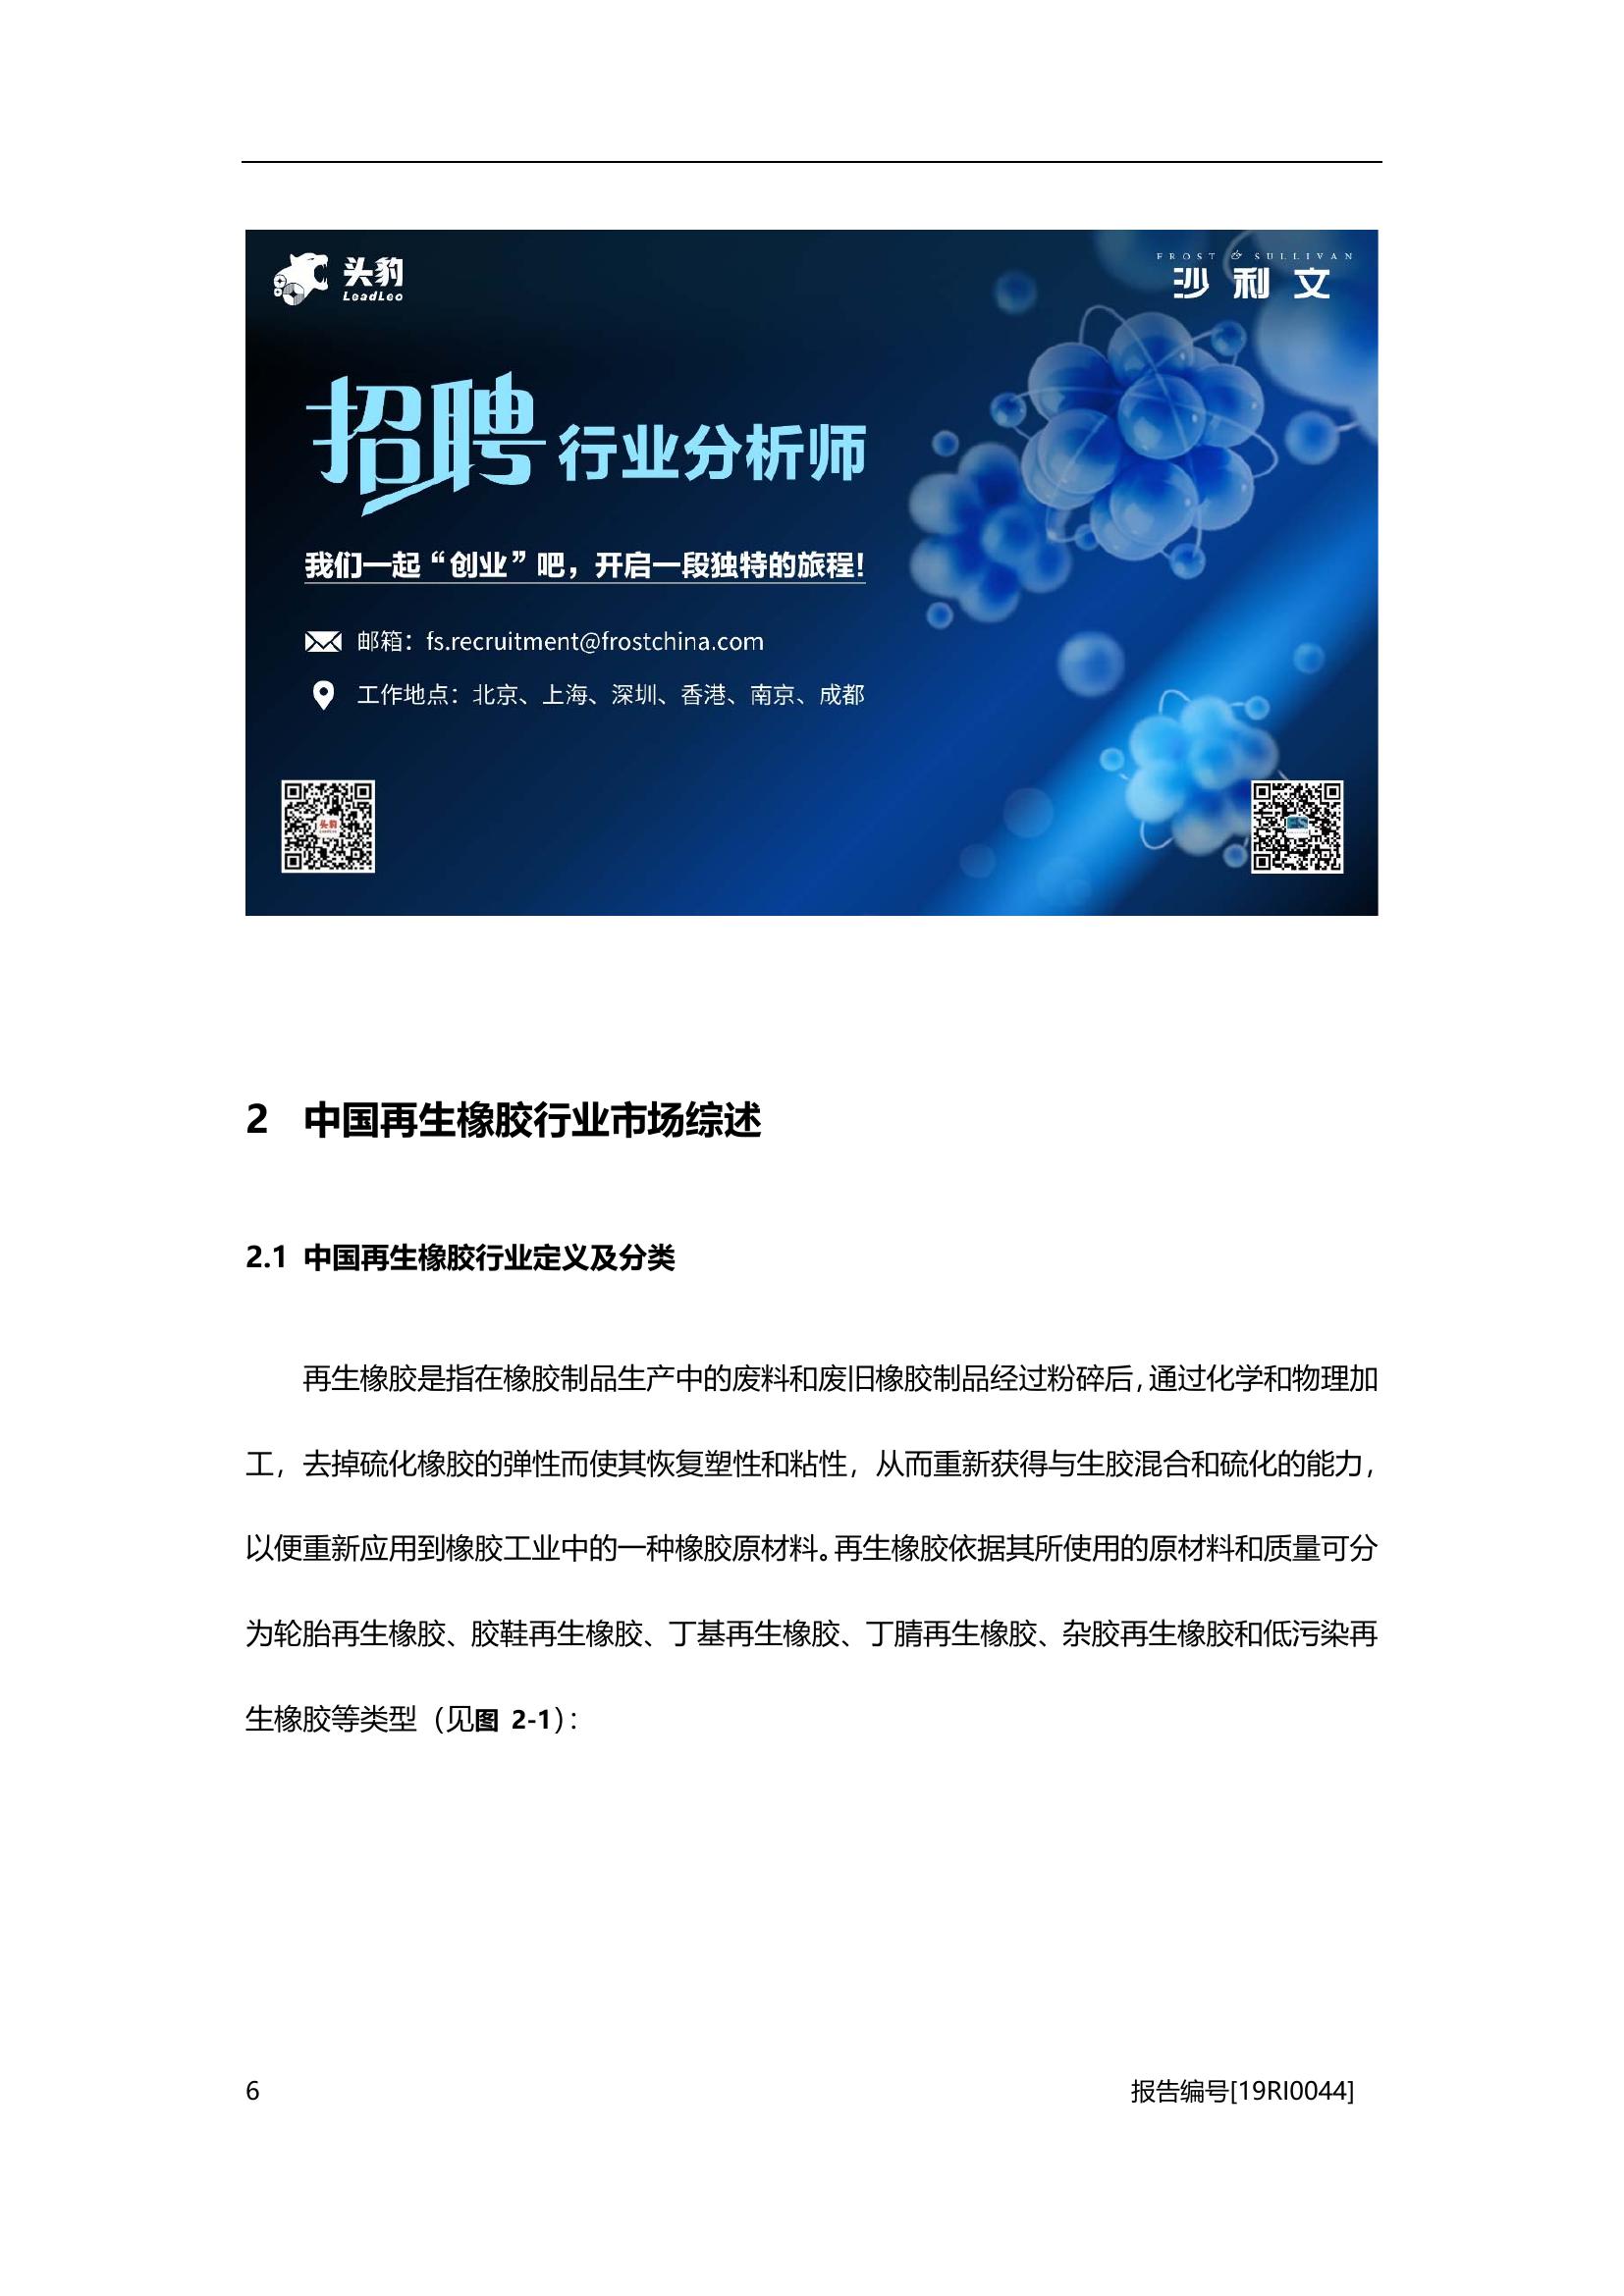 头豹
LeadLeo
FROST & SULLIVAN
沙利文
招聘行业分析师
我们一起“创业”吧，开启一段独特的旅程！
邮箱：fs.recruitment@frostchina.com
工作地点：北京、上海、深圳、香港、南京、成都
头豹
2 中国再生橡胶行业市场综述
2.1 中国再生橡胶行业定义及分类
再生橡胶是指在橡胶制品生产中的废料和废旧橡胶制品经过粉碎后，通过化学和物理加
工，去掉硫化橡胶的弹性而使其恢复塑性和粘性，从而重新获得与生胶混合和硫化的能力，
以便重新应用到橡胶工业中的一种橡胶原材料。再生橡胶依据其所使用的原材料和质量可分
为轮胎再生橡胶、胶鞋再生橡胶、丁基再生橡胶、丁腈再生橡胶、杂胶再生橡胶和低污染再
生橡胶等类型（见图 2-1）：
6
报告编号[19RI0044]